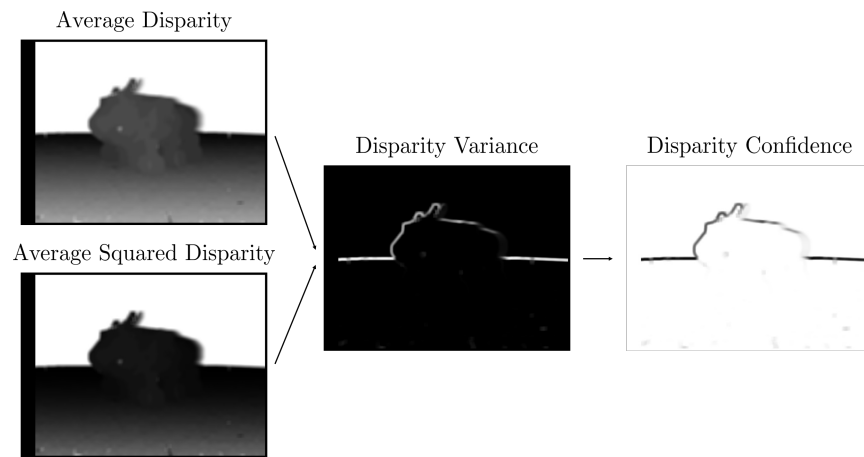 Average Disparity
Average Squared Disparity
Disparity Variance
Disparity Confidence